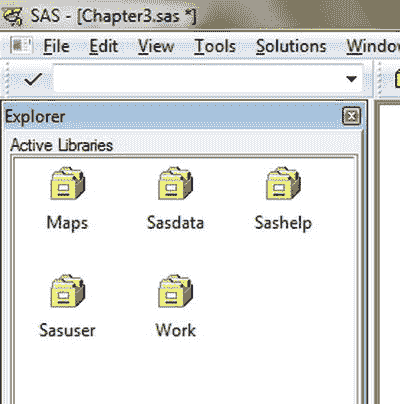 SAS - [Chapter3.sas *]
File Edit View Tools Solutions Window
Explorer
Active Libraries
Maps Sasdata Sashelp
Sasuser Work